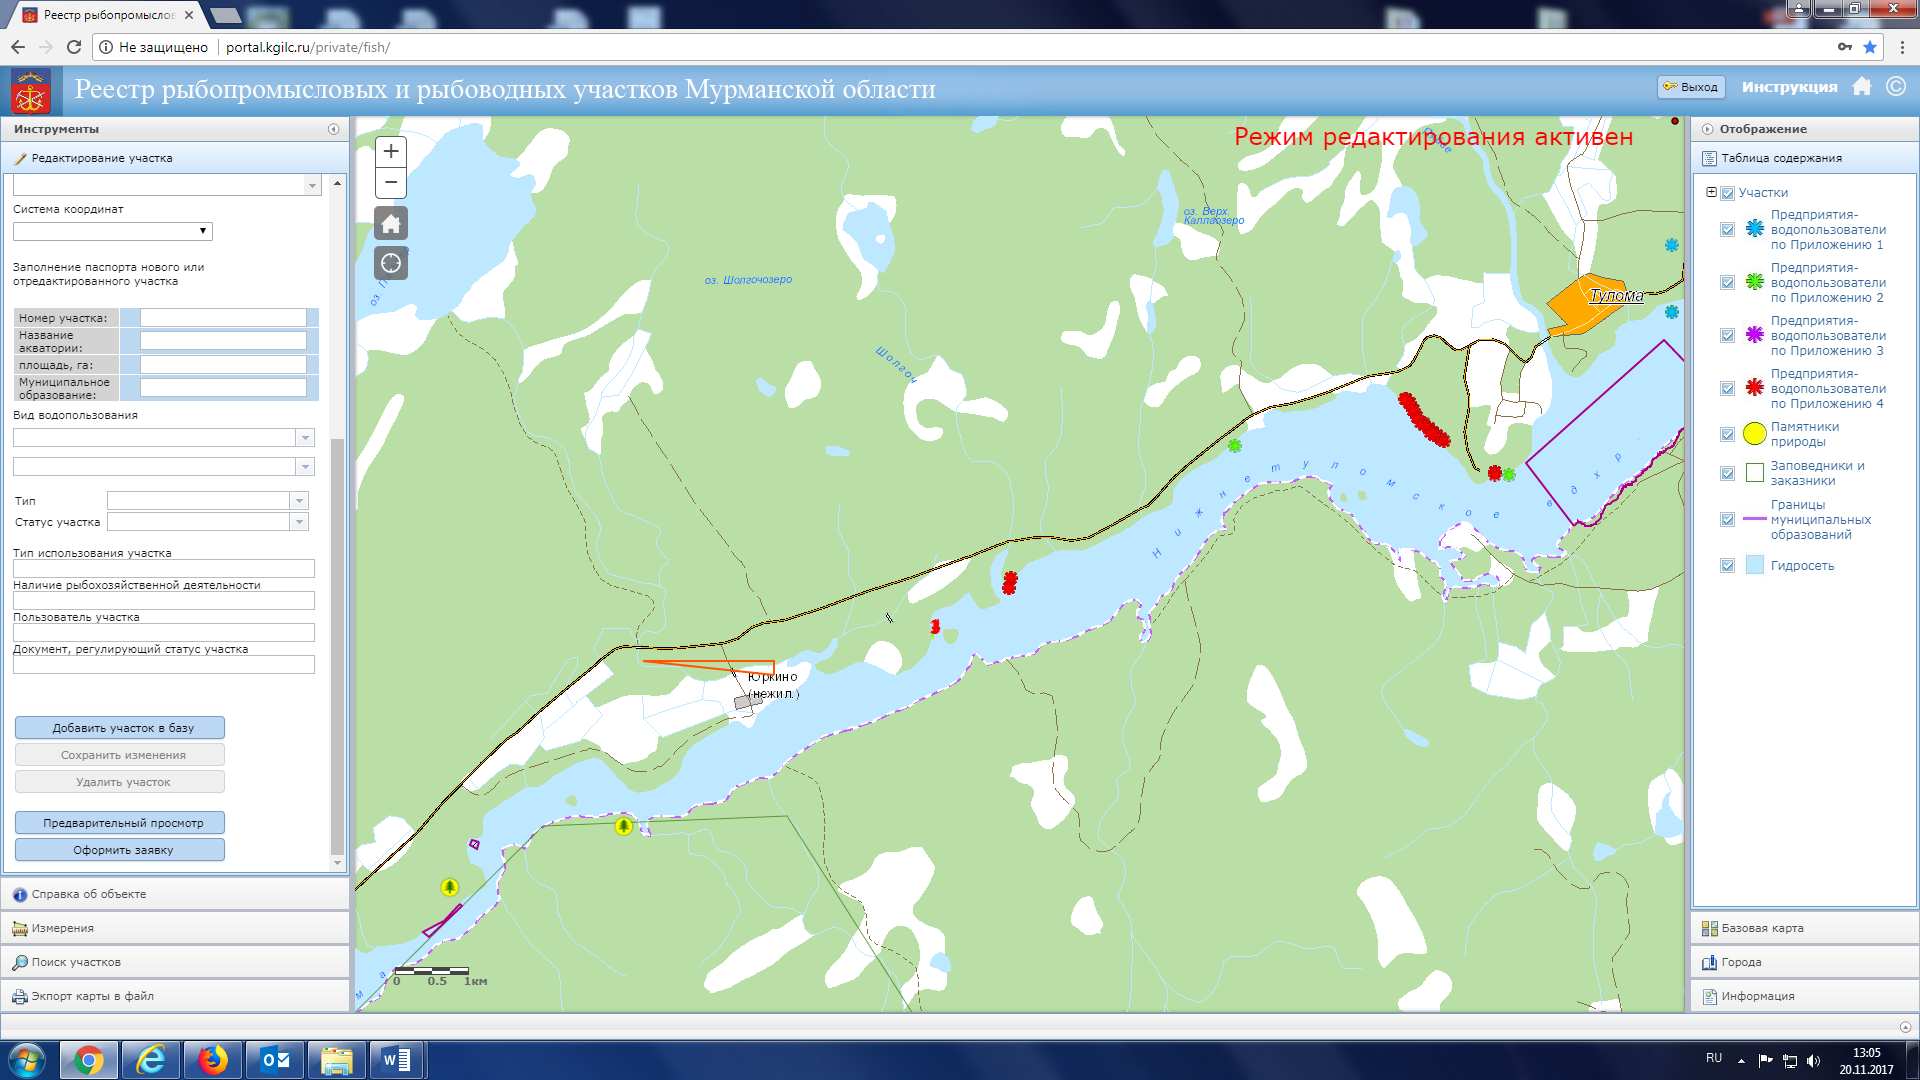 Реестр рыбопромыслов
Не защищено
portal.kgilc.ru/private/fish/
Реестр рыбопромысловых и рыбоводных участков Мурманской области
Выход
Инструкция
Инструменты
Редактирование участка
Система координат
Заполнение паспорта нового или
отредактированного участка
Номер участка:
Название
акватории:
площадь, га:
Муниципальное
образование:
Вид водопользования
Тип
Статус участка
Тип использования участка
Наличие рыбохозяйственной деятельности
Пользователь участка
Документ, регулирующий статус участка
Добавить участок в базу
Сохранить изменения
Удалить участок
Предварительный просмотр
Оформить заявку
Справка об объекте
Измерения
Поиск участков
Экспорт карты в файл
+
−
Режим редактирования активен
оз. Верх.
Каллаозеро
оз. Шолгочозеро
Шолгоч
Тулома
Нижнетуломское вдхр
Юркино
(нежил.)
0 0.5 1км
Отображение
Таблица содержания
Участки
Предприятия-
водопользователи
по Приложению 1
Предприятия-
водопользователи
по Приложению 2
Предприятия-
водопользователи
по Приложению 3
Предприятия-
водопользователи
по Приложению 4
Памятники
природы
Заповедники и
заказники
Границы
муниципальных
образований
Гидросеть
Базовая карта
Города
Информация
RU
13:05
20.11.2017